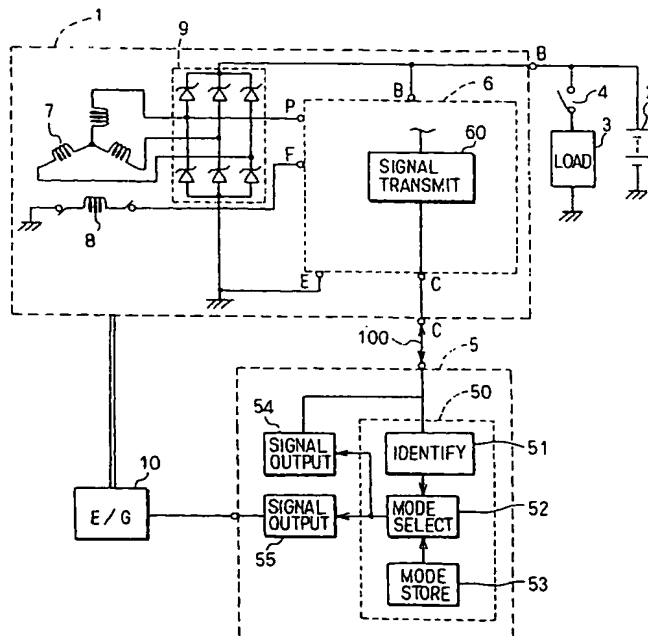 1
9
B
2
B
6
4
7
P
60
3
SIGNAL
TRANSMIT
LOAD
F
8
E
C
C
100
5
50
54
SIGNAL
OUTPUT
IDENTIFY
51
10
E/G
SIGNAL
OUTPUT
MODE
SELECT
52
55
MODE
STORE
53